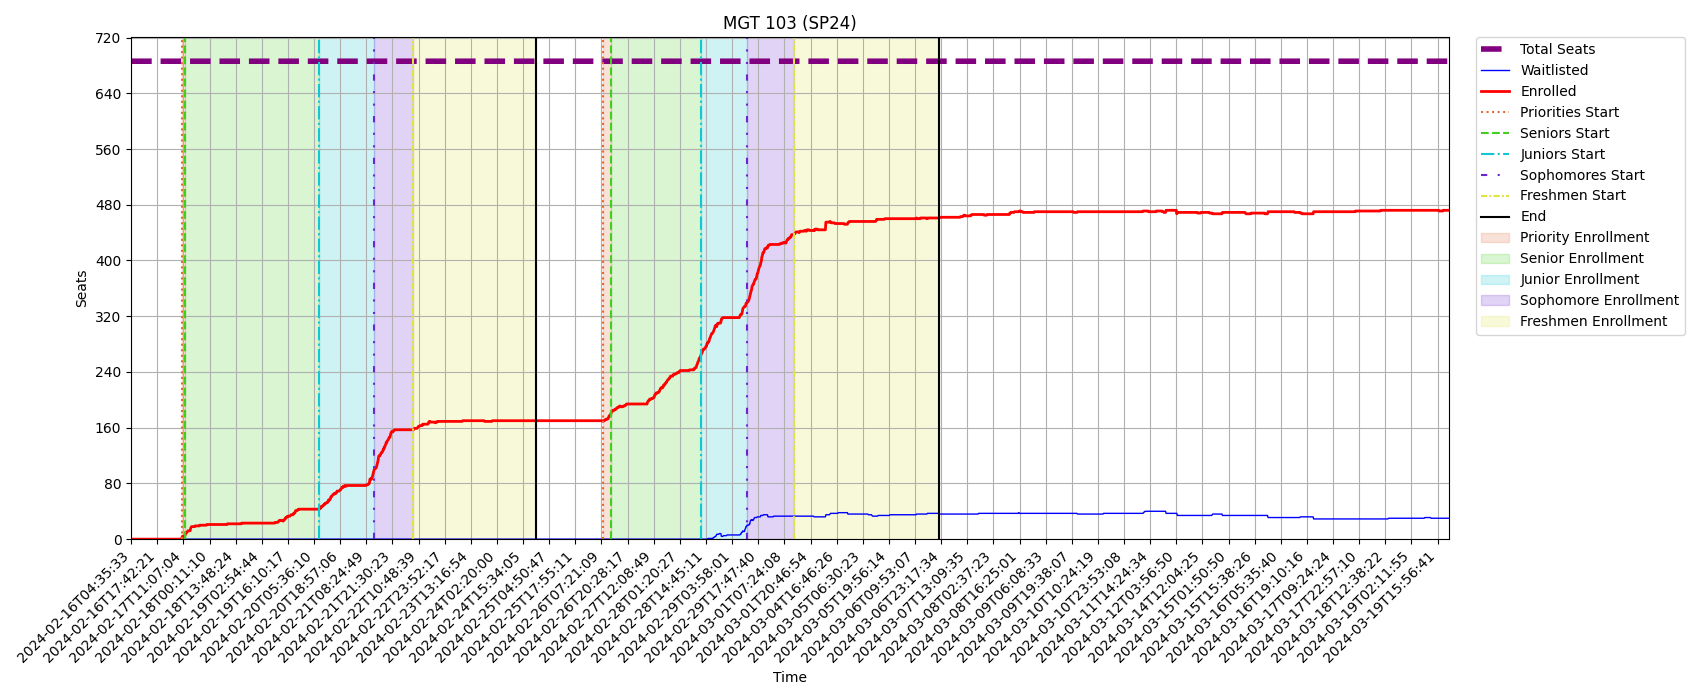 MGT 103 (SP24)
Seats
720
640
560
480
400
320
240
160
80
0
2024-02-16T04:35:33
2024-02-16T17:42:21
2024-02-17T11:07:04
2024-02-18T00:11:10
2024-02-18T13:48:24
2024-02-19T02:54:44
2024-02-19T16:10:17
2024-02-20T05:36:10
2024-02-20T18:57:06
2024-02-21T08:24:49
2024-02-21T21:30:23
2024-02-22T10:48:39
2024-02-22T23:52:17
2024-02-23T13:16:54
2024-02-24T02:20:00
2024-02-24T15:34:05
2024-02-25T04:50:47
2024-02-25T17:55:11
2024-02-26T07:21:09
2024-02-26T20:28:17
2024-02-27T12:08:49
2024-02-28T01:20:27
2024-02-28T14:45:11
2024-02-29T03:58:01
2024-02-29T17:47:40
2024-03-01T07:24:08
2024-03-01T20:46:54
2024-03-04T16:46:26
2024-03-05T06:30:23
2024-03-05T19:56:14
2024-03-06T09:53:07
2024-03-06T23:17:34
2024-03-07T13:09:35
2024-03-08T02:37:23
2024-03-08T16:25:01
2024-03-09T06:08:33
2024-03-09T19:38:07
2024-03-10T10:24:19
2024-03-10T23:53:08
2024-03-11T14:24:34
2024-03-12T03:56:50
2024-03-14T12:04:25
2024-03-15T01:50:50
2024-03-15T15:38:26
2024-03-16T05:35:40
2024-03-16T19:10:16
2024-03-17T09:24:24
2024-03-17T22:57:10
2024-03-18T12:38:22
2024-03-19T02:11:55
2024-03-19T15:56:41
Time
Total Seats
Waitlisted
Enrolled
Priorities Start
Seniors Start
Juniors Start
Sophomores Start
Freshmen Start
End
Priority Enrollment
Senior Enrollment
Junior Enrollment
Sophomore Enrollment
Freshmen Enrollment